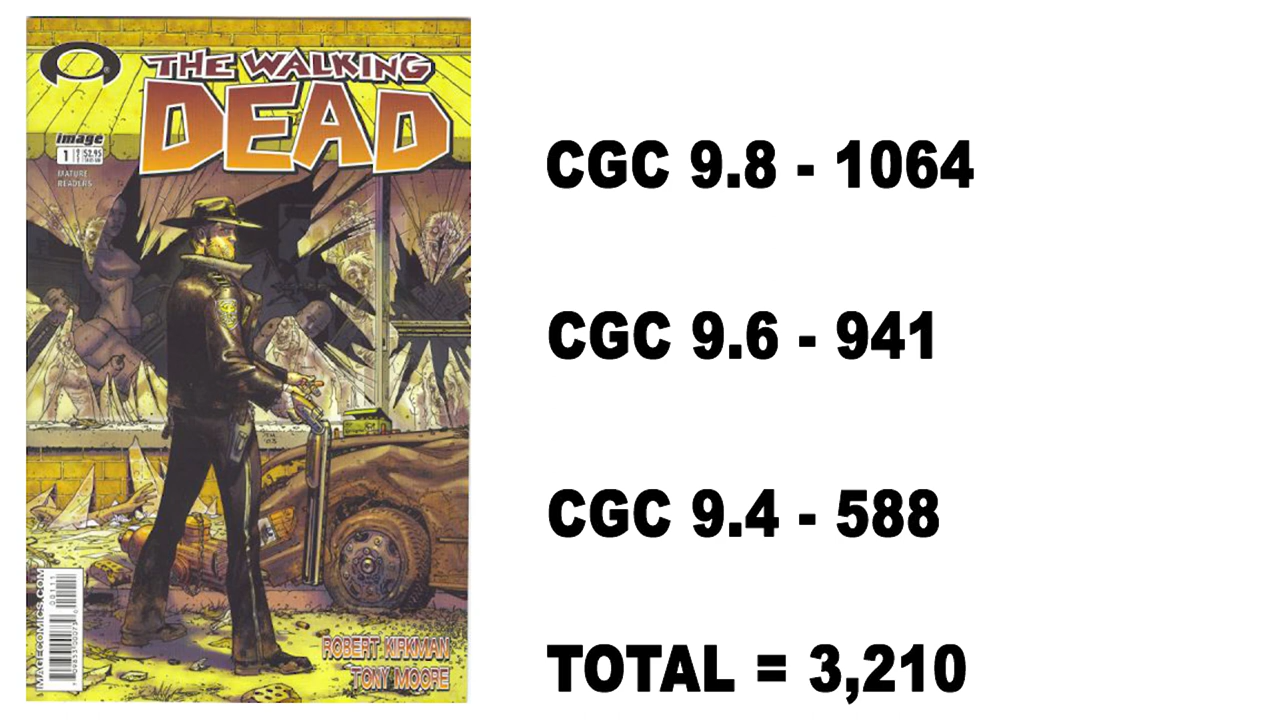 THE WALKING
DEAD
image
1
$2.95
MATURE
READERS
CGC 9.8 - 1064
CGC 9.6 - 941
CGC 9.4 - 588
TOTAL = 3,210
ROBERT KIRKMAN
TONY MOORE
IMAGECOMICS.COM
00111